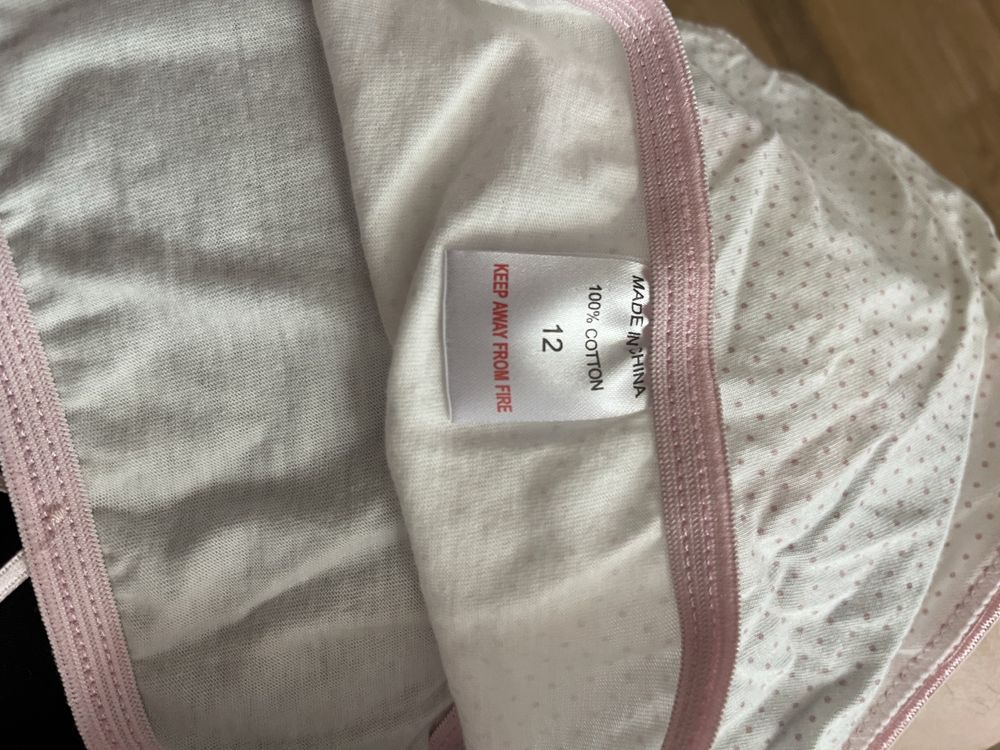 MADE IN CHINA
100% COTTON
12
KEEP AWAY FROM FIRE